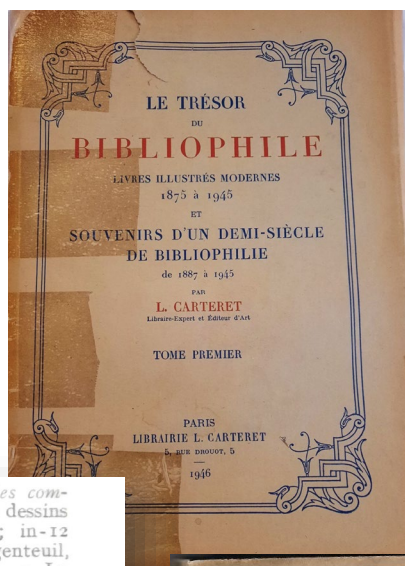 LE TRÉSOR
DU
BIBLIOPHILE
LIVRES ILLUSTRÉS MODERNES
1875 à 1945
ET
SOUVENIRS D'UN DEMI-SIÈCLE
DE BIBLIOPHILIE
de 1887 à 1945
PAR
L. CARTERET
Libraire-Expert et Éditeur d'Art
TOME PREMIER
PARIS
LIBRAIRIE L. CARTERET
5, RUE DROUOT, 5
1946
es com-
dessins
; in-12
genteuil,